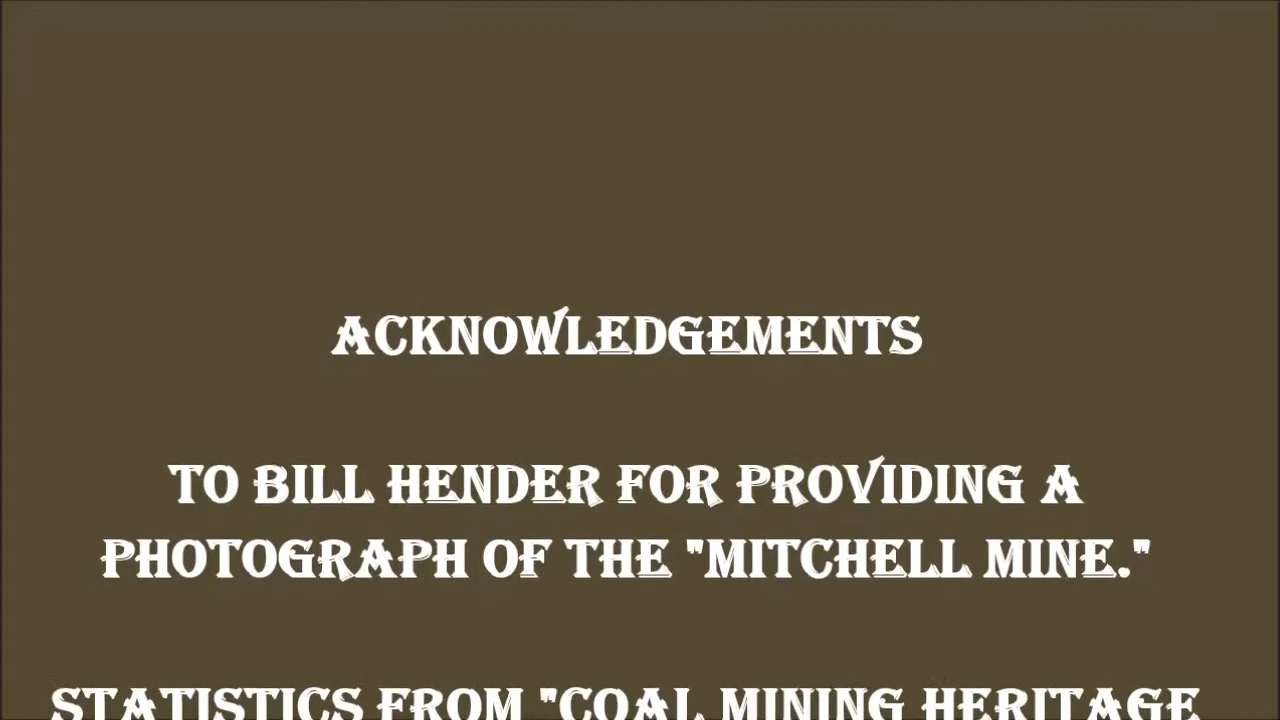 ACKNOWLEDGEMENTS
TO BILL HENDER FOR PROVIDING A
PHOTOGRAPH OF THE "MITCHELL MINE."
STATISTICS FROM "COAL MINING HERITAGE